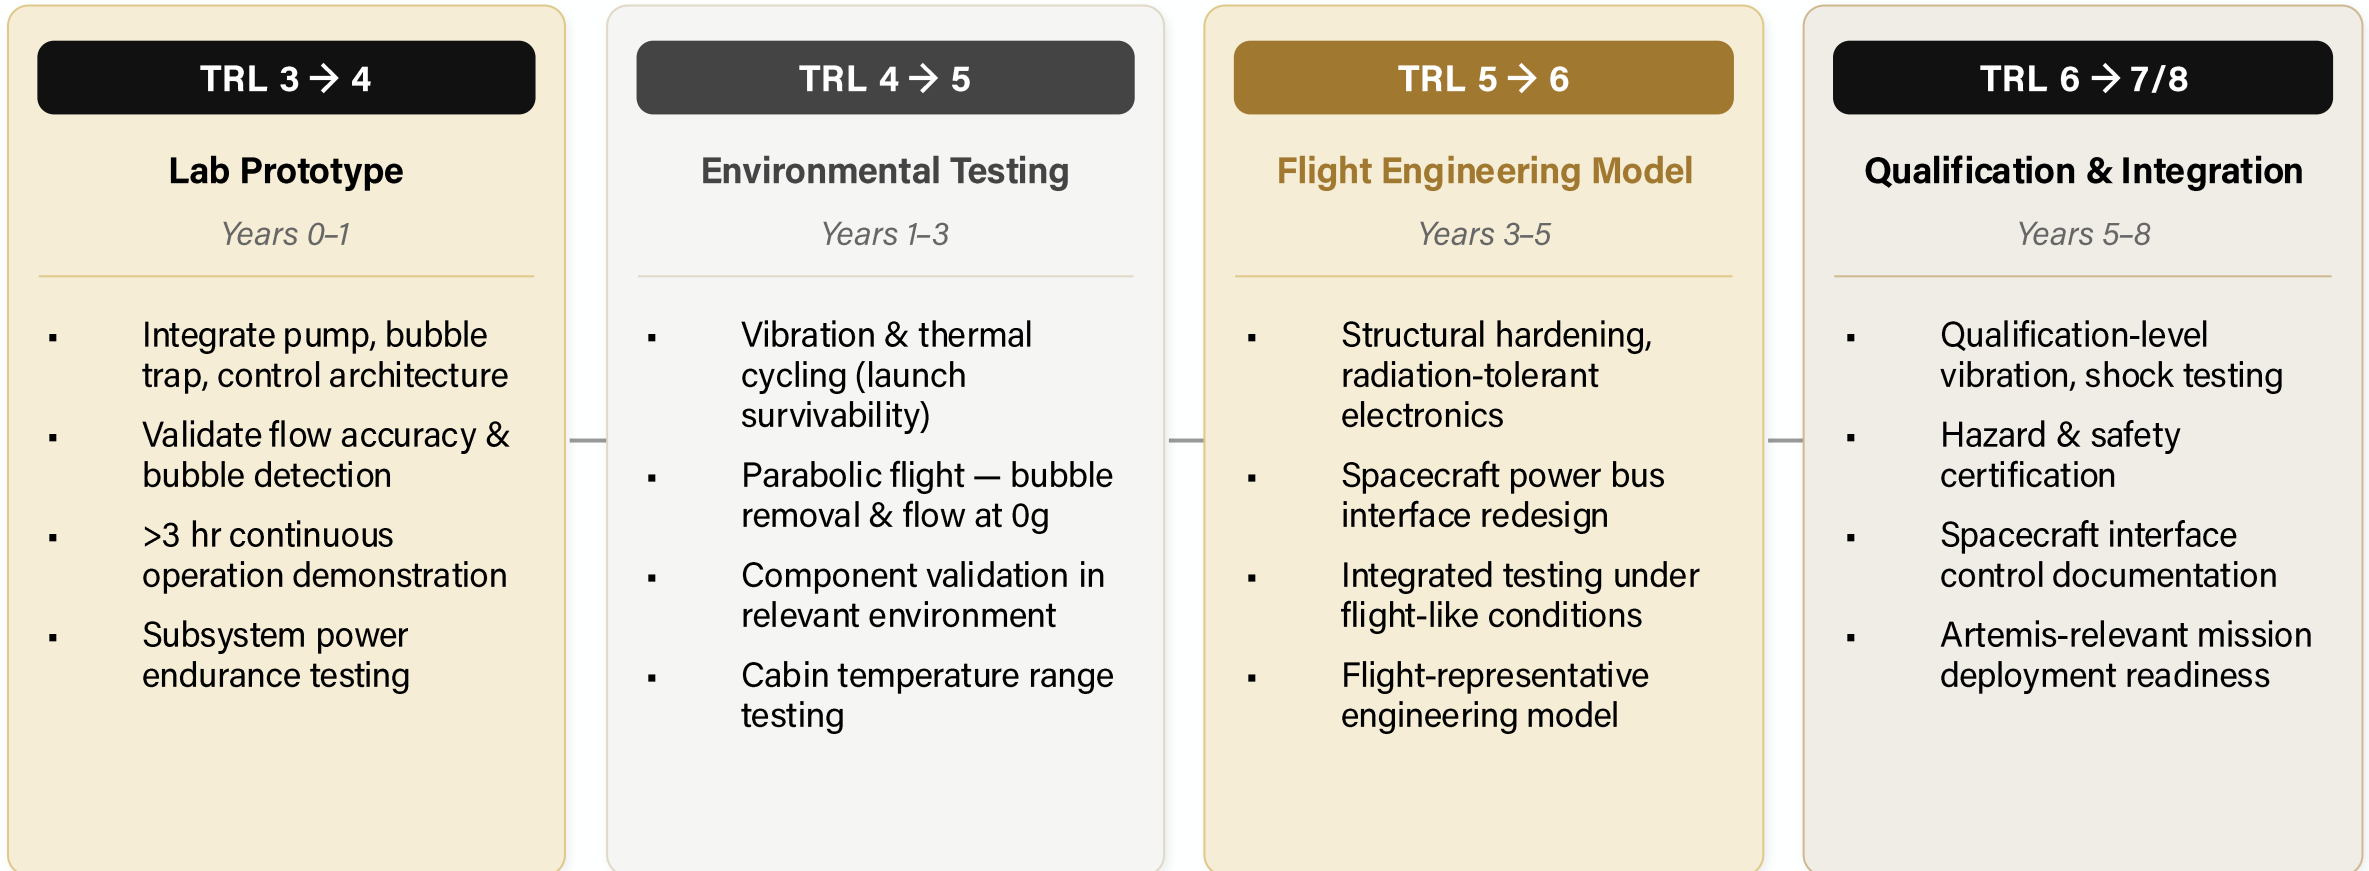 TRL 3 → 4
Lab Prototype
Years 0–1
▪ Integrate pump, bubble
trap, control architecture
▪ Validate flow accuracy &
bubble detection
▪ >3 hr continuous
operation demonstration
▪ Subsystem power
endurance testing
TRL 4 → 5
Environmental Testing
Years 1–3
▪ Vibration & thermal
cycling (launch
survivability)
▪ Parabolic flight — bubble
removal & flow at 0g
▪ Component validation in
relevant environment
▪ Cabin temperature range
testing
TRL 5 → 6
Flight Engineering Model
Years 3–5
▪ Structural hardening,
radiation-tolerant
electronics
▪ Spacecraft power bus
interface redesign
▪ Integrated testing under
flight-like conditions
▪ Flight-representative
engineering model
TRL 6 → 7/8
Qualification & Integration
Years 5–8
▪ Qualification-level
vibration, shock testing
▪ Hazard & safety
certification
▪ Spacecraft interface
control documentation
▪ Artemis-relevant mission
deployment readiness